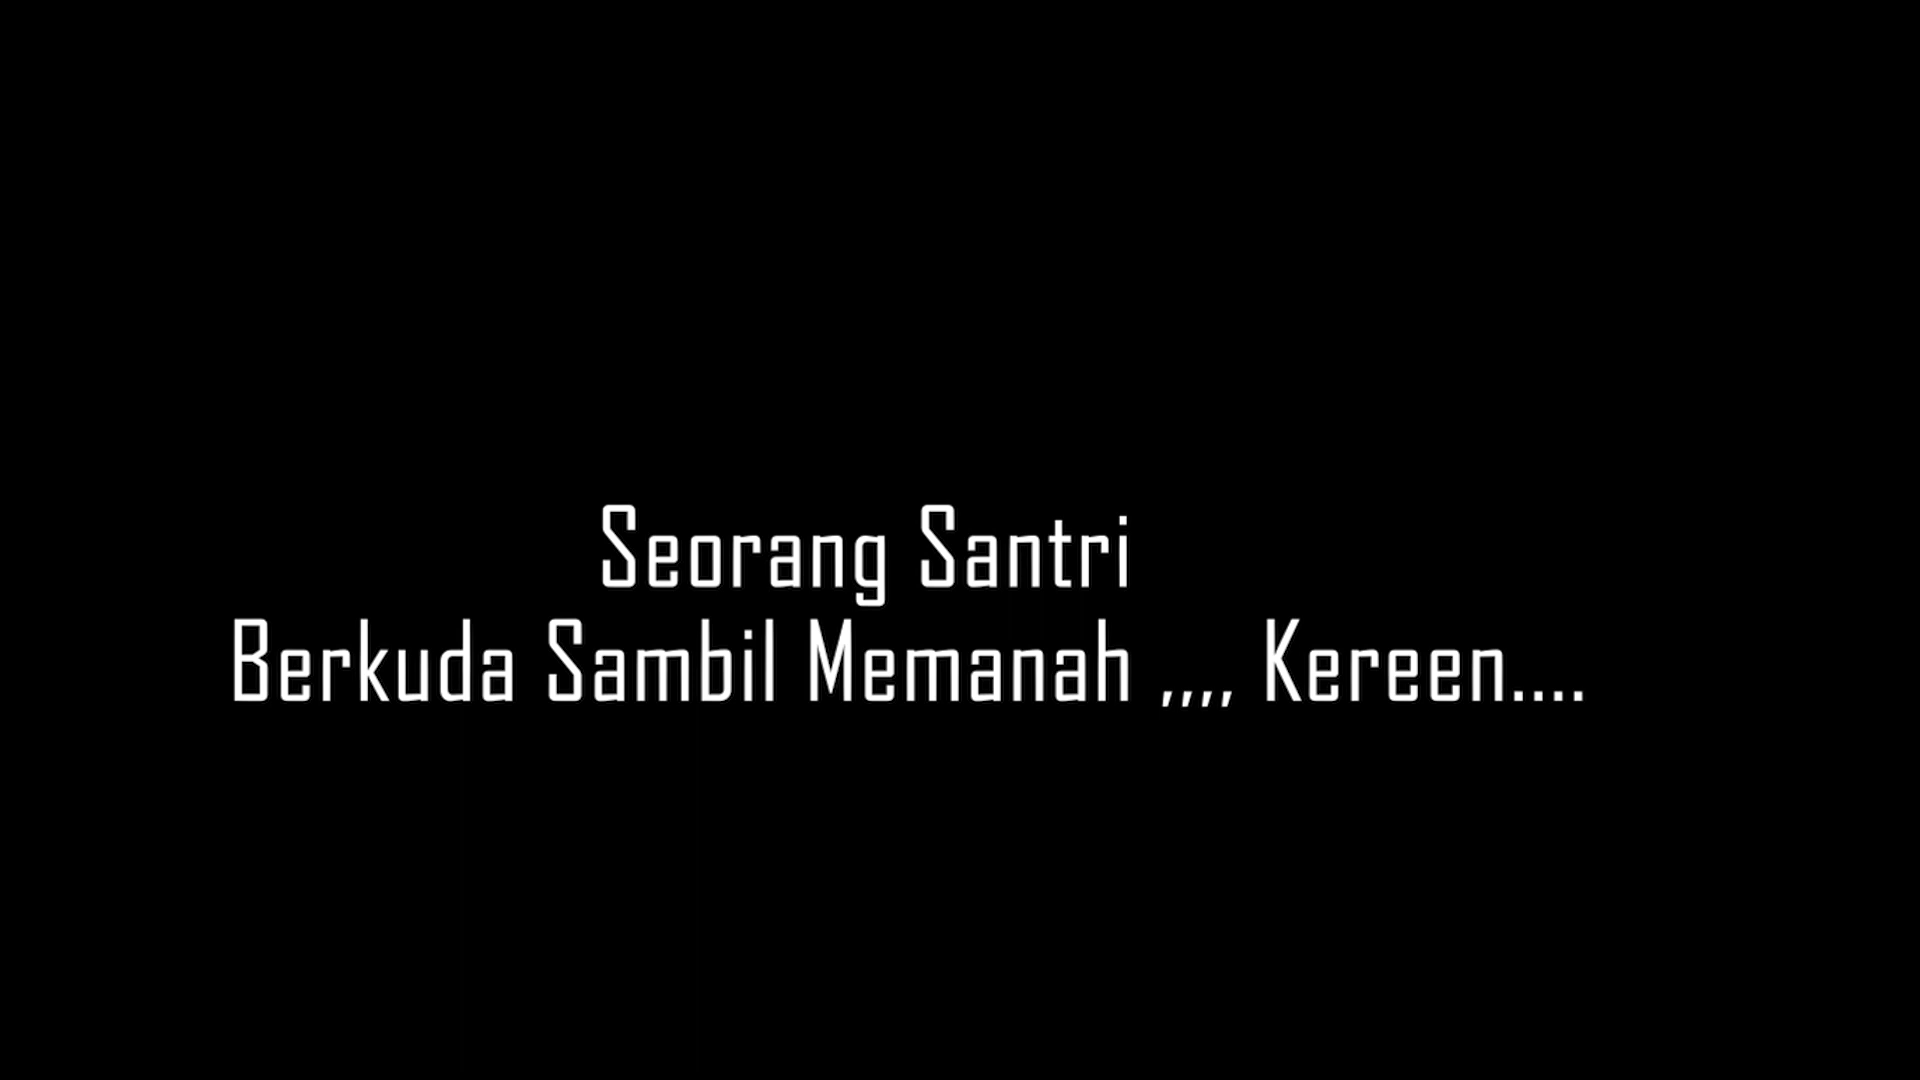 Seorang Santri
Berkuda Sambil Memanah ,,,, Kereen....